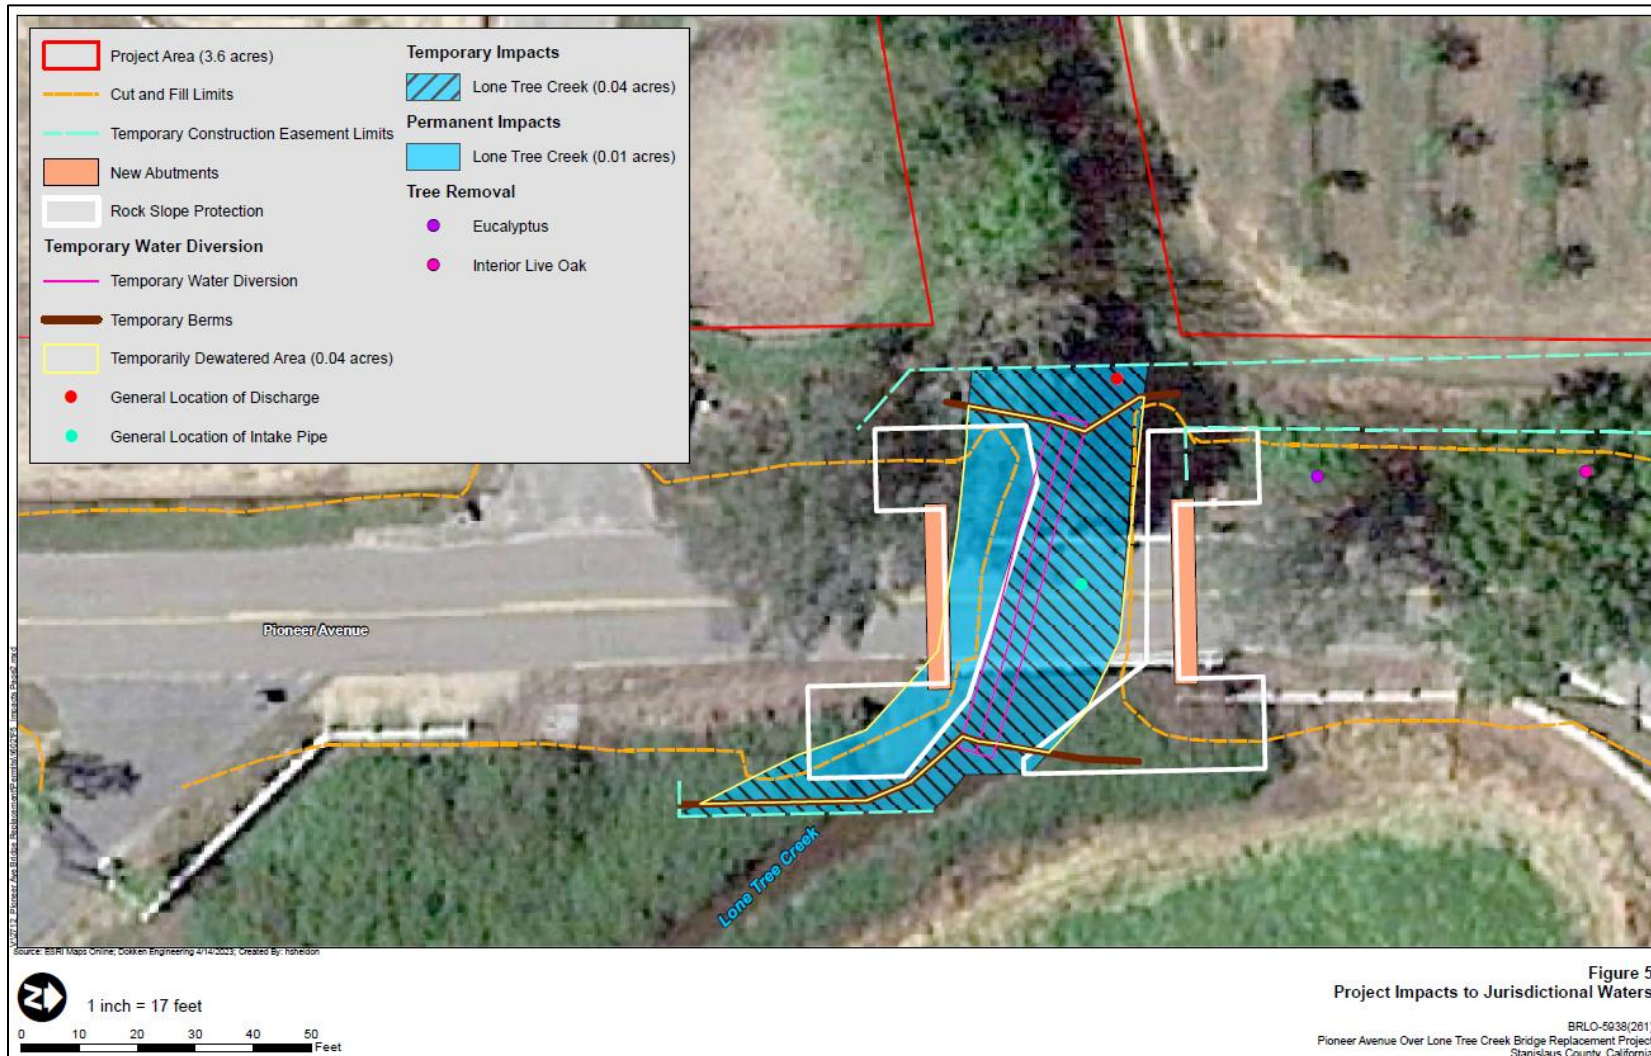 Project Area (3.6 acres)
Cut and Fill Limits
Temporary Construction Easement Limits
New Abutments
Rock Slope Protection
Temporary Water Diversion
Temporary Water Diversion
Temporary Berms
Temporarily Dewatered Area (0.04 acres)
General Location of Discharge
General Location of Intake Pipe
Temporary Impacts
Lone Tree Creek (0.04 acres)
Permanent Impacts
Lone Tree Creek (0.01 acres)
Tree Removal
Eucalyptus
Interior Live Oak
Pioneer Avenue
Lone Tree Creek
Source: ESRI Maps Online; Dokken Engineering 4/14/2023; Created By: hsheldon
N
1 inch = 17 feet
0 10 20 30 40 50
Feet
Figure 5
Project Impacts to Jurisdictional Waters
BRLO-5938(261)
Pioneer Avenue Over Lone Tree Creek Bridge Replacement Project
Stanislaus County, California